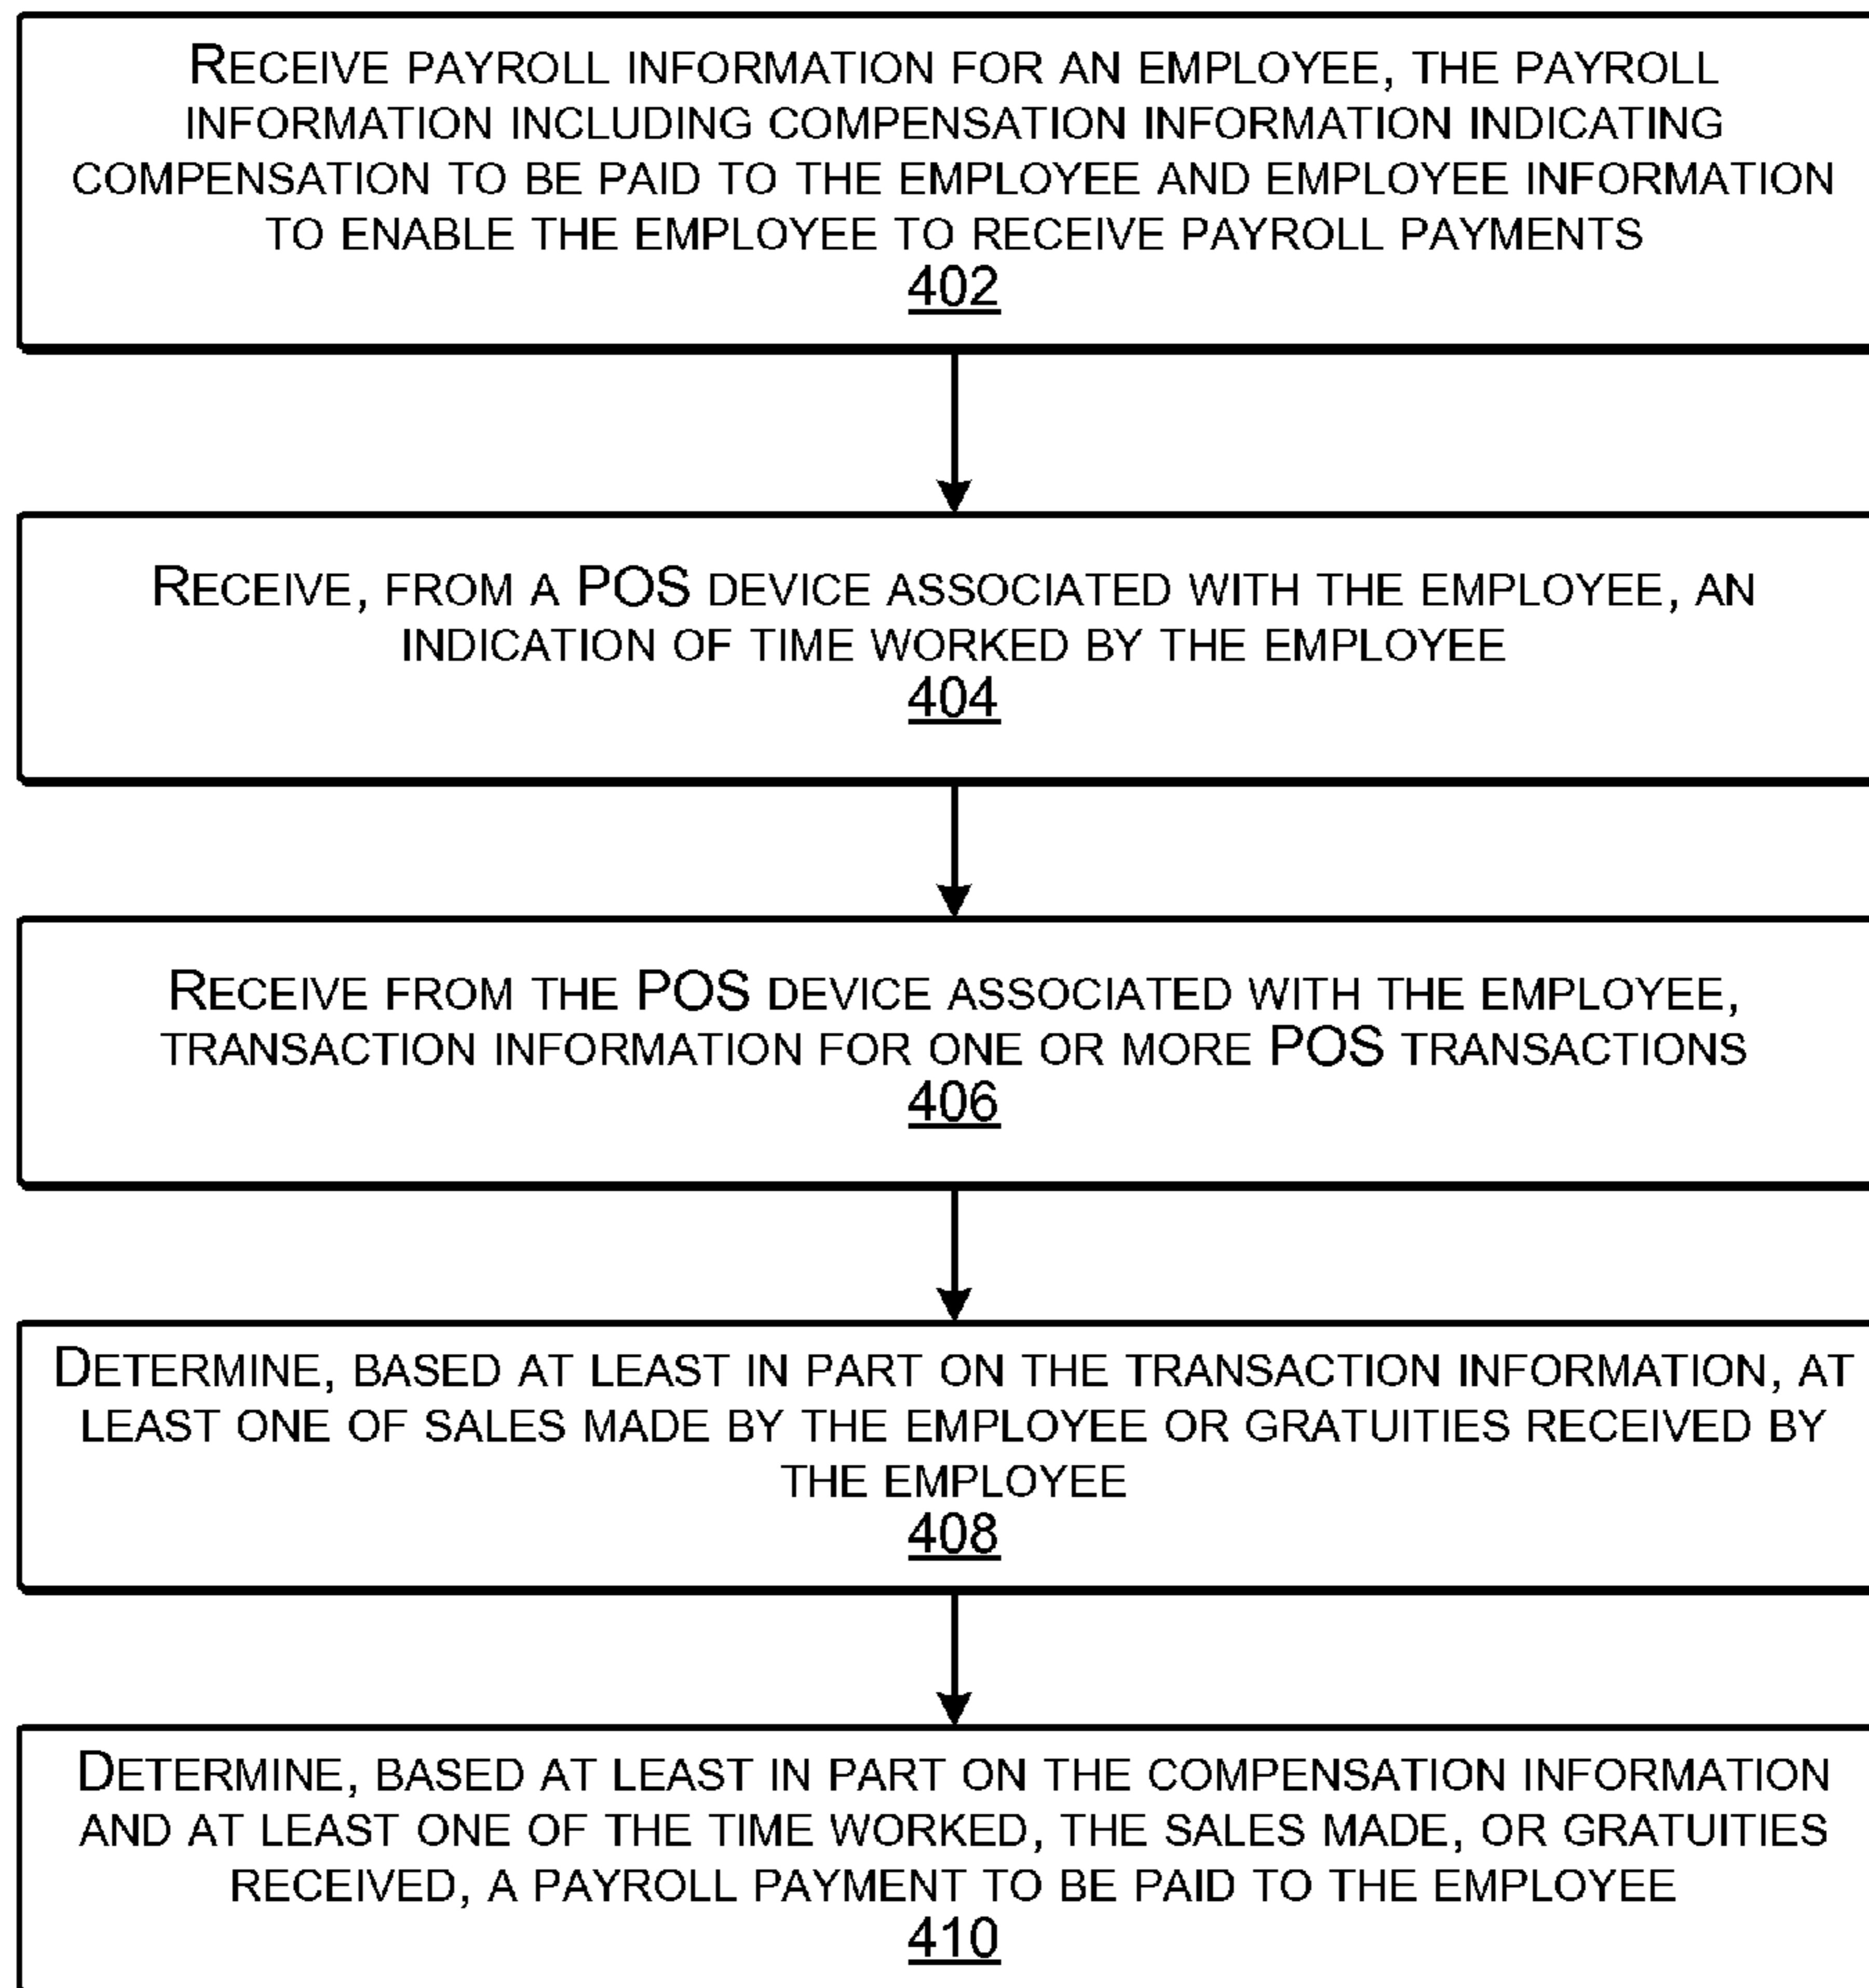 RECEIVE PAYROLL INFORMATION FOR AN EMPLOYEE, THE PAYROLL
INFORMATION INCLUDING COMPENSATION INFORMATION INDICATING
COMPENSATION TO BE PAID TO THE EMPLOYEE AND EMPLOYEE INFORMATION
TO ENABLE THE EMPLOYEE TO RECEIVE PAYROLL PAYMENTS
402
RECEIVE, FROM A POS DEVICE ASSOCIATED WITH THE EMPLOYEE, AN
INDICATION OF TIME WORKED BY THE EMPLOYEE
404
RECEIVE FROM THE POS DEVICE ASSOCIATED WITH THE EMPLOYEE,
TRANSACTION INFORMATION FOR ONE OR MORE POS TRANSACTIONS
406
DETERMINE, BASED AT LEAST IN PART ON THE TRANSACTION INFORMATION, AT
LEAST ONE OF SALES MADE BY THE EMPLOYEE OR GRATUITIES RECEIVED BY
THE EMPLOYEE
408
DETERMINE, BASED AT LEAST IN PART ON THE COMPENSATION INFORMATION
AND AT LEAST ONE OF THE TIME WORKED, THE SALES MADE, OR GRATUITIES
RECEIVED, A PAYROLL PAYMENT TO BE PAID TO THE EMPLOYEE
410